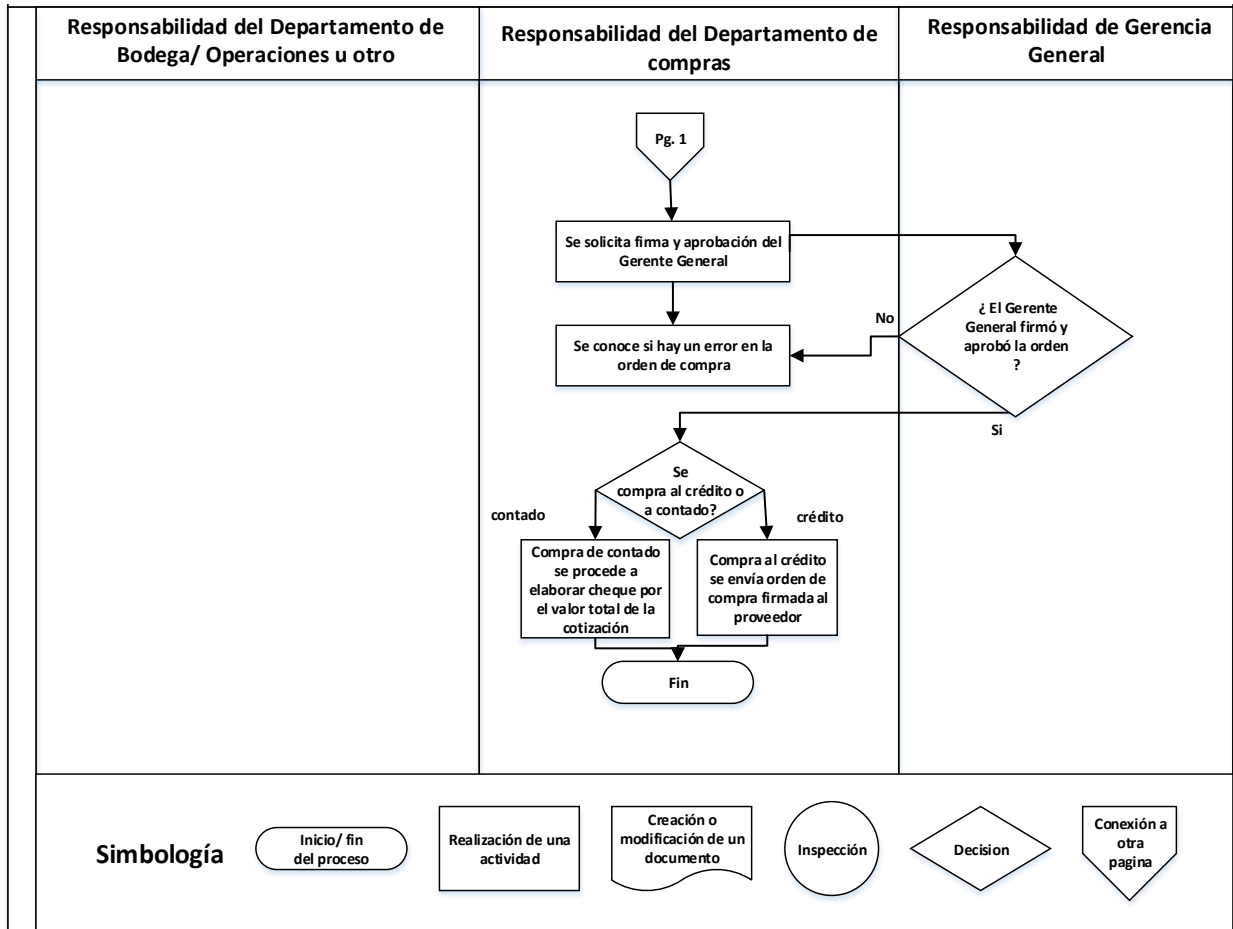 Responsabilidad del Departamento de
Bodega/ Operaciones u otro
Responsabilidad del Departamento de
compras
Responsabilidad de Gerencia
General
Pg. 1
Se solicita firma y aprobación del
Gerente General
¿ El Gerente
General firmó y
aprobó la orden
?
No
Se conoce si hay un error en la
orden de compra
Si
Se
compra al crédito o
a contado?
contado
crédito
Compra de contado
se procede a
elaborar cheque por
el valor total de la
cotización
Compra al crédito
se envía orden de
compra firmada al
proveedor
Fin
Simbología
Inicio/ fin
del proceso
Realización de una
actividad
Creación o
modificación de un
documento
Inspección
Decision
Conexión a
otra
pagina